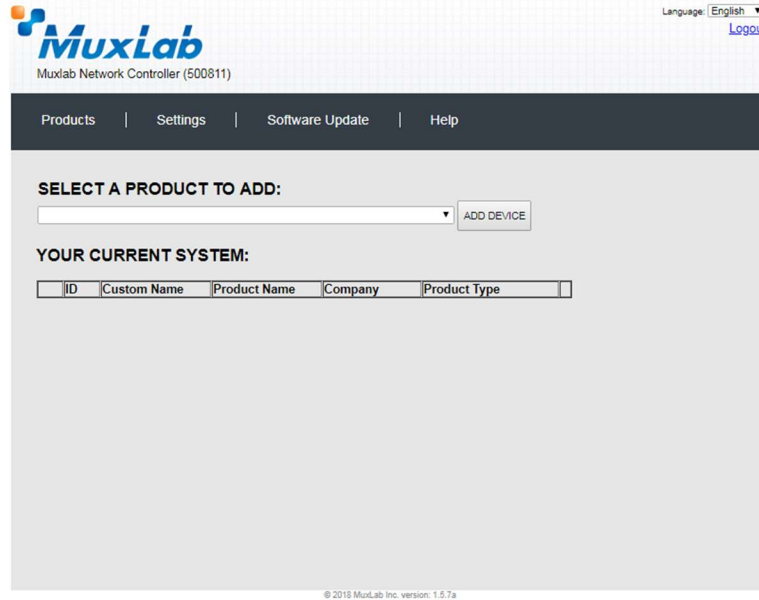 Language: English
Logou
MuxLab
Muxlab Network Controller (500811)
Products | Settings | Software Update | Help
SELECT A PRODUCT TO ADD:
ADD DEVICE
YOUR CURRENT SYSTEM:
ID Custom Name Product Name Company Product Type
© 2018 MuxLab Inc. version: 1.5.7a